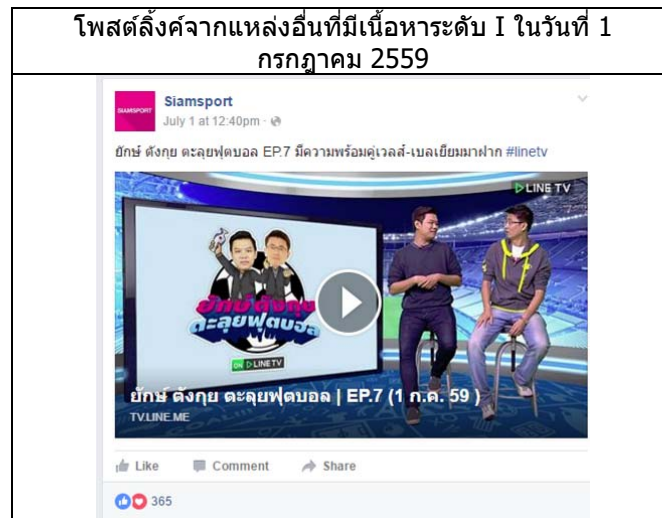 โพสต์ลิ้งค์จากแหล่งอื่นที่มีเนื้อหาระดับ I ในวันที่ 1
กรกฎาคม 2559
SIAMSPORT
Siamsport
July 1 at 12:40pm ·
ยักษ์ ดังกุย ตะลุยฟุตบอล EP.7 มีความพร้อมคู่เวลส์-เบลเยียมมาฝาก #linetv
LINE TV
ยักษ์ ดังกุย
ตะลุยฟุตบอล
ON LINE TV
ยักษ์ ดังกุย ตะลุยฟุตบอล | EP.7 (1 ก.ค. 59 )
TV.LINE.ME
Like Comment Share
365